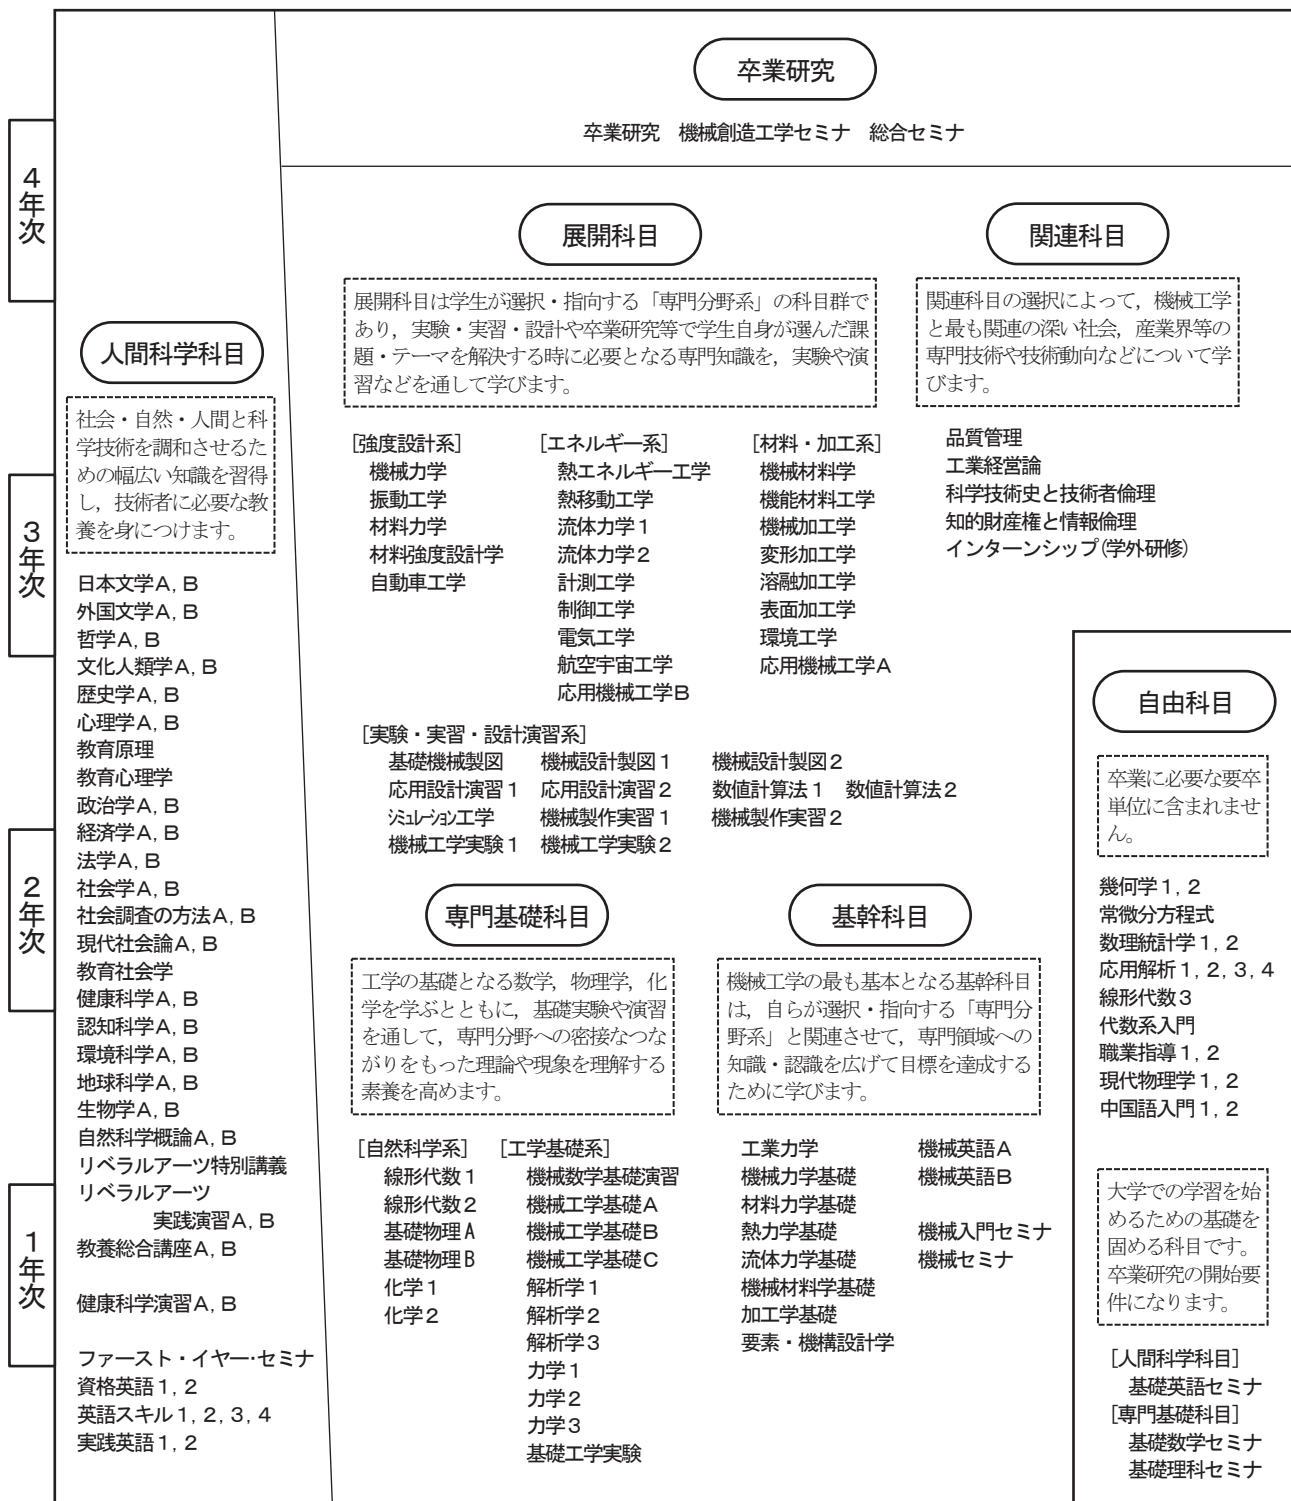 卒業研究
卒業研究 機械創造工学セミナ 総合セミナ
4年次
3年次
2年次
1年次
人間科学科目
社会・自然・人間と科
学技術を調和させるた
めの幅広い知識を習得
し，技術者に必要な教
養を身につけます。
日本文学A, B
外国文学A, B
哲学A, B
文化人類学A, B
歴史学A, B
心理学A, B
教育原理
教育心理学
政治学A, B
経済学A, B
法学A, B
社会学A, B
社会調査の方法A, B
現代社会論A, B
教育社会学
健康科学A, B
認知科学A, B
環境科学A, B
地球科学A, B
生物学A, B
自然科学概論A, B
リベラルアーツ特別講義
リベラルアーツ
実践演習A, B
教養総合講座A, B
健康科学演習A, B
ファースト・イヤー・セミナ
資格英語1, 2
英語スキル1, 2, 3, 4
実践英語1, 2
展開科目
展開科目は学生が選択・指向する「専門分野系」の科目群で
あり，実験・実習・設計や卒業研究等で学生自身が選んだ課
題・テーマを解決する時に必要となる専門知識を，実験や演
習などを通して学びます。
[強度設計系]
機械力学
振動工学
材料力学
材料強度設計学
自動車工学
[エネルギー系]
熱エネルギー工学
熱移動工学
流体力学1
流体力学2
計測工学
制御工学
電気工学
航空宇宙工学
応用機械工学B
[材料・加工系]
機械材料学
機能材料工学
機械加工学
変形加工学
溶融加工学
表面加工学
環境工学
応用機械工学A
[実験・実習・設計演習系]
基礎機械製図 機械設計製図1 機械設計製図2
応用設計演習1 応用設計演習2 数値計算法1 数値計算法2
シミュレーション工学 機械製作実習1 機械製作実習2
機械工学実験1 機械工学実験2
関連科目
関連科目の選択によって，機械工学
と最も関連の深い社会，産業界等の
専門技術や技術動向などについて学
びます。
品質管理
工業経営論
科学技術史と技術者倫理
知的財産権と情報倫理
インターンシップ(学外研修)
専門基礎科目
工学の基礎となる数学，物理学，化
学を学ぶとともに，基礎実験や演習
を通して，専門分野への密接なつな
がりをもった理論や現象を理解する
素養を高めます。
[自然科学系]
線形代数1
線形代数2
基礎物理A
基礎物理B
化学1
化学2
[工学基礎系]
機械数学基礎演習
機械工学基礎A
機械工学基礎B
機械工学基礎C
解析学1
解析学2
解析学3
力学1
力学2
力学3
基礎工学実験
基幹科目
機械工学の最も基本となる基幹科目
は，自らが選択・指向する「専門分
野系」と関連させて，専門領域への
知識・認識を広げて目標を達成する
ために学びます。
工業力学
機械力学基礎
材料力学基礎
熱力学基礎
流体力学基礎
機械材料学基礎
加工学基礎
要素・機構設計学
機械英語A
機械英語B
機械入門セミナ
機械セミナ
自由科目
卒業に必要な要卒
単位に含まれませ
ん。
幾何学1, 2
常微分方程式
数理統計学1, 2
応用解析1, 2, 3, 4
線形代数3
代数系入門
職業指導1, 2
現代物理学1, 2
中国語入門1, 2
大学での学習を始
めるための基礎を
固める科目です。
卒業研究の開始要
件になります。
[人間科学科目]
基礎英語セミナ
[専門基礎科目]
基礎数学セミナ
基礎理科セミナ